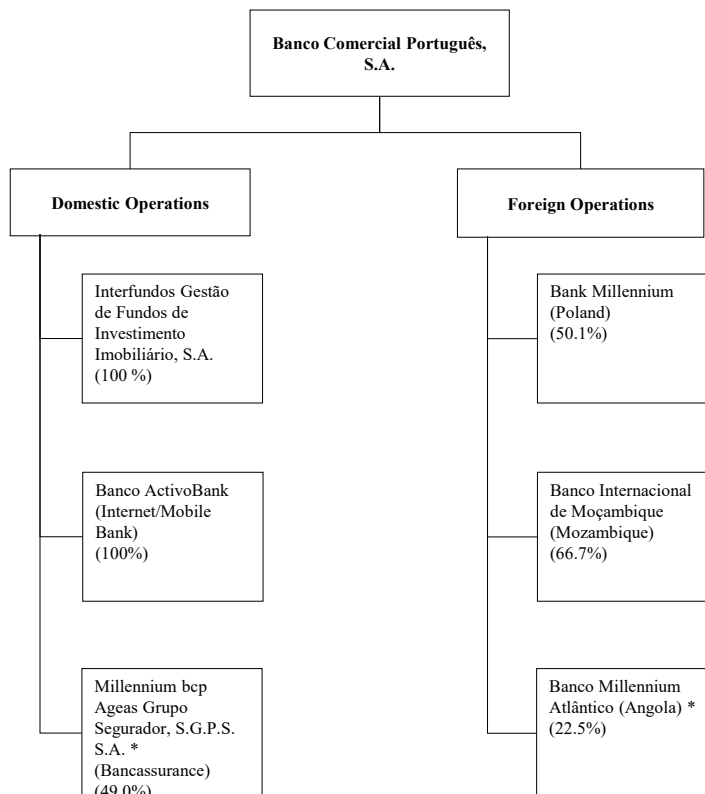 Banco Comercial Português,
S.A.
Domestic Operations
Foreign Operations
Interfundos Gestão
de Fundos de
Investimento
Imobiliário, S.A.
(100 %)
Bank Millennium
(Poland)
(50.1%)
Banco ActivoBank
(Internet/Mobile
Bank)
(100%)
Banco Internacional
de Moçambique
(Mozambique)
(66.7%)
Millennium bcp
Ageas Grupo
Segurador, S.G.P.S.
S.A. *
(Bancassurance)
(49.0%)
Banco Millennium
Atlântico (Angola) *
(22.5%)